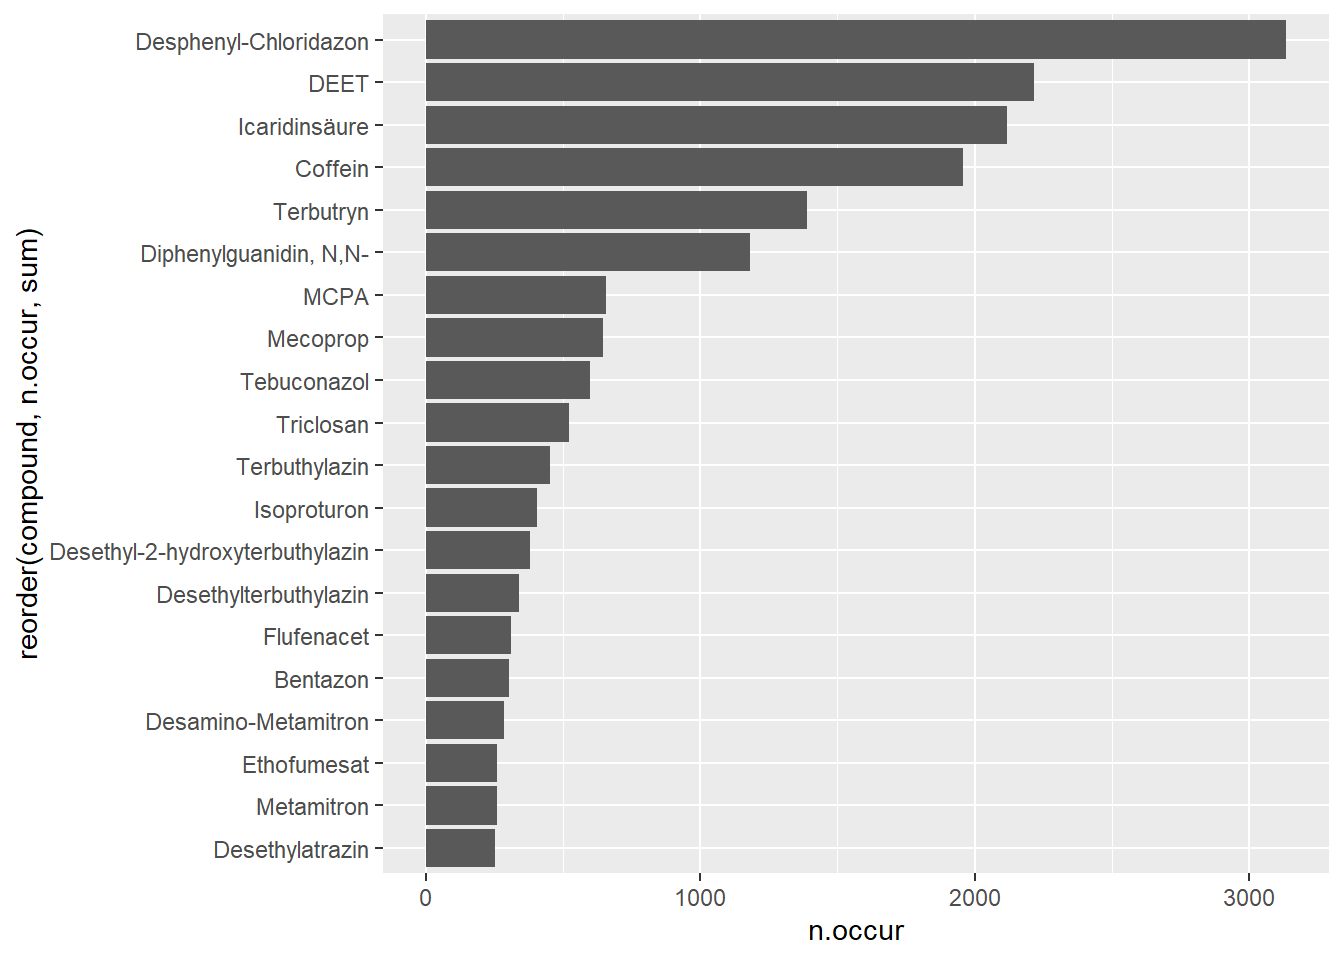 reorder(compound, n.occur, sum)
Desphenyl-Chloridazon
DEET
Icaridinsäure
Coffein
Terbutryn
Diphenylguanidin, N,N-
MCPA
Mecoprop
Tebuconazol
Triclosan
Terbuthylazin
Isoproturon
Desethyl-2-hydroxyterbuthylazin
Desethylterbuthylazin
Flufenacet
Bentazon
Desamino-Metamitron
Ethofumesat
Metamitron
Desethylatrazin
0 1000 2000 3000
n.occur